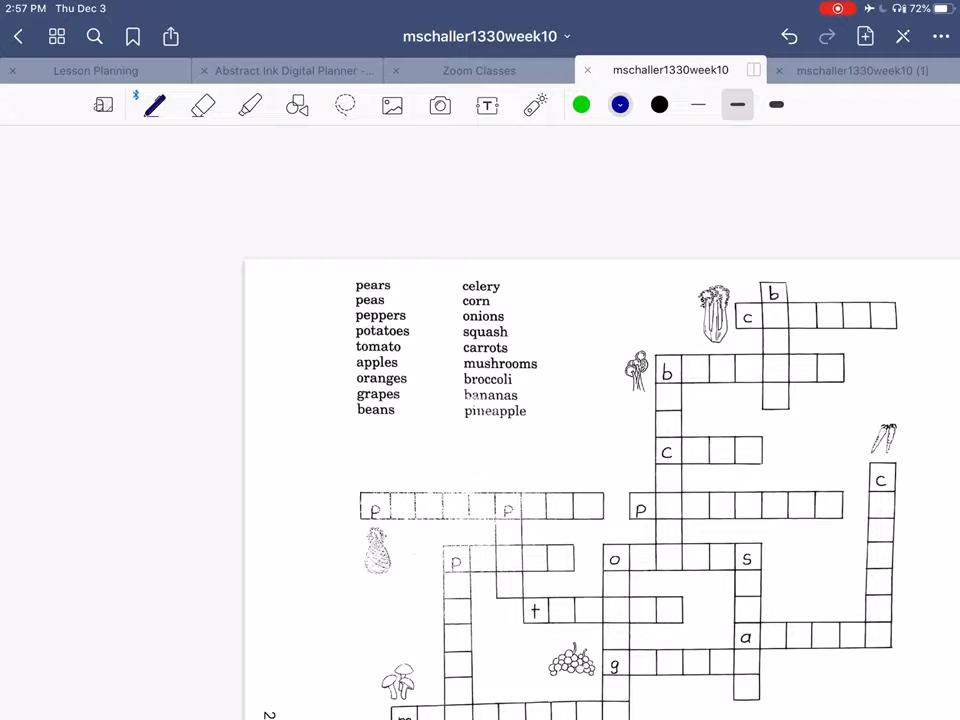 2:57 PM Thu Dec 3
72%
mschaller1330week10
Lesson Planning
Abstract Ink Digital Planner -...
Zoom Classes
mschaller1330week10
mschaller1330week10 (1)
T
pears celery
peas corn
peppers onions
potatoes squash
tomato carrots
apples mushrooms
oranges broccoli
grapes bananas
beans pineapple
b
c
b
c
c
p p p
p o s
t
a
g
m
2